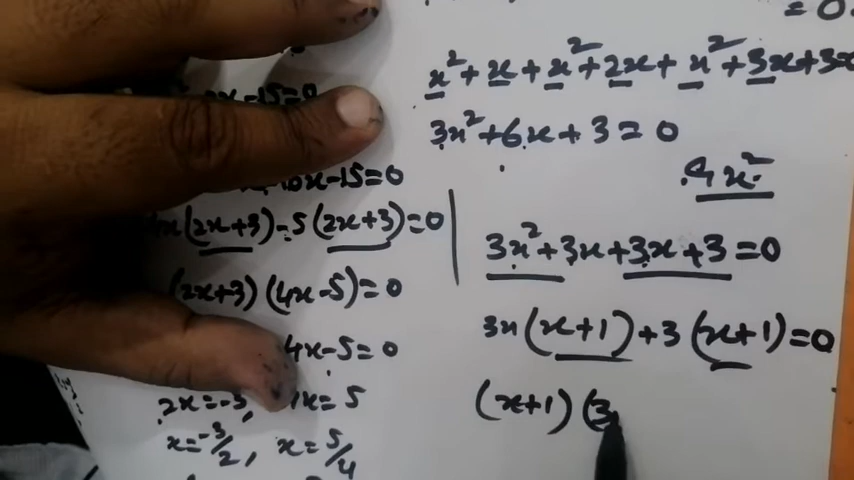 = 0
x² + x + x² + 2x + x² + 3x + 3
3x² + 6x + 3 = 0
9x²
3x² + 3x + 3x + 3 = 0
3x (x+1) + 3 (x+1) = 0
(x+1) (3
x-15=0
x-15=0
(2x+3) - 5 (2x+3) = 0
(2x+3) (4x-5) = 0
4x-5 = 0
2x = -3, 4x = 5
x = -3/2, x = 5/4